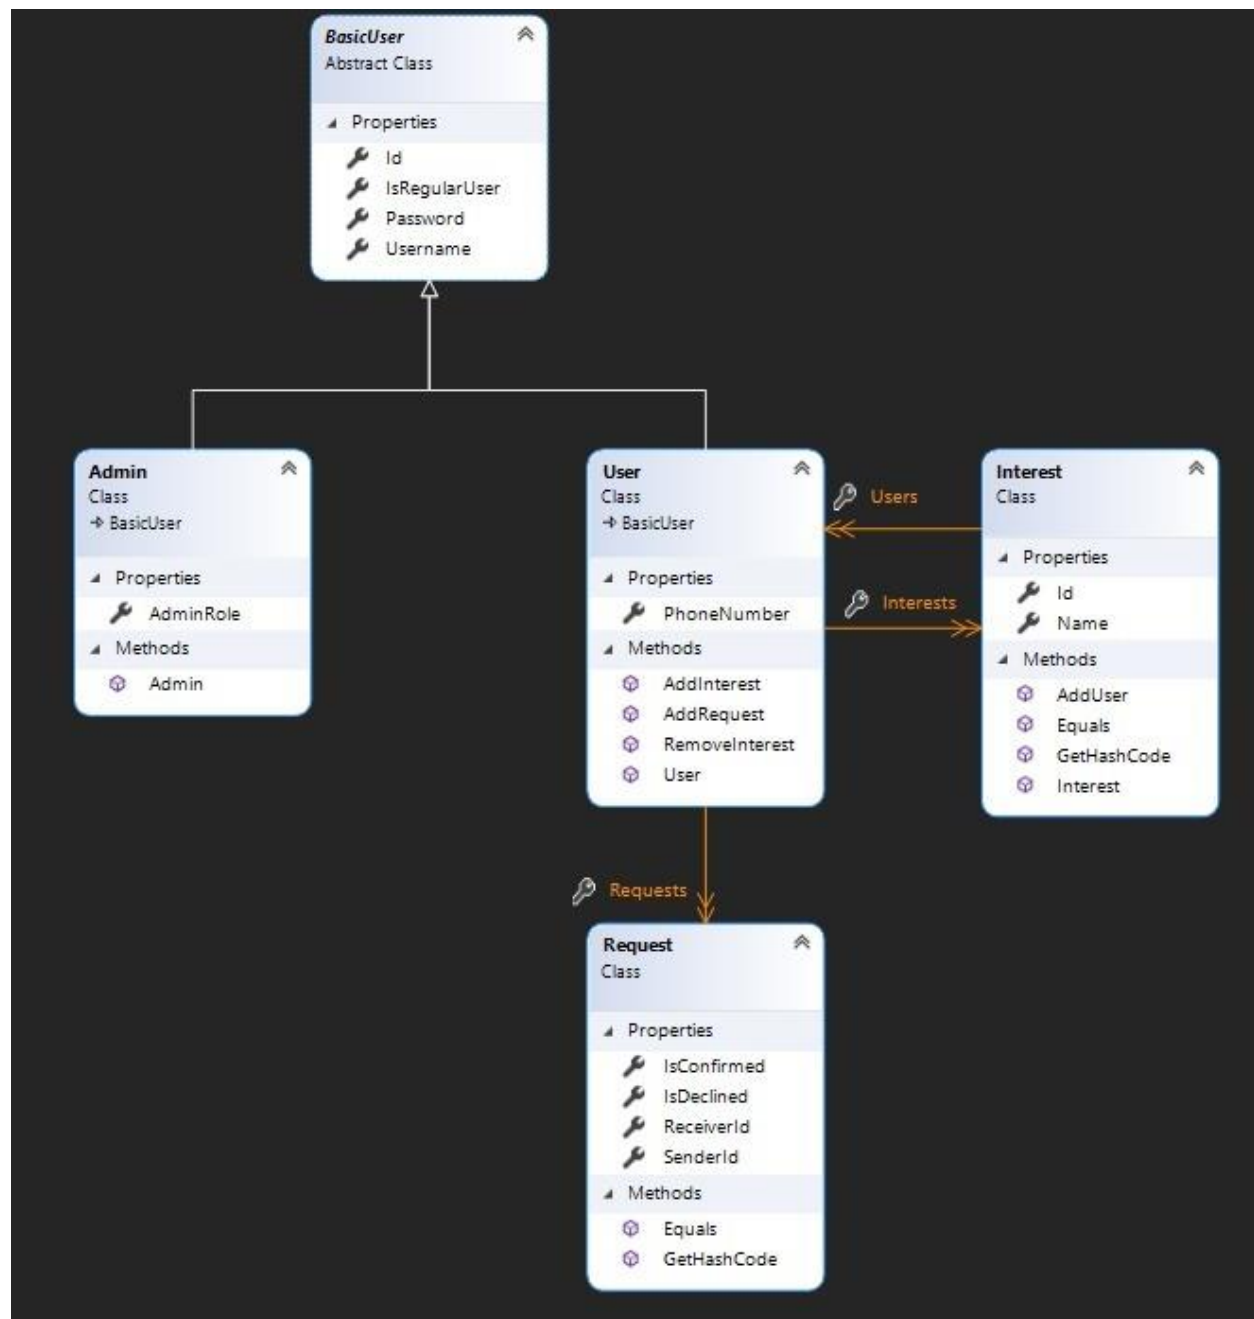 BasicUser
Abstract Class
Properties
Id
IsRegularUser
Password
Username
Admin
Class
BasicUser
Properties
AdminRole
Methods
Admin
User
Class
BasicUser
Properties
PhoneNumber
Methods
AddInterest
AddRequest
RemoveInterest
User
Users
Interests
Interest
Class
Properties
Id
Name
Methods
AddUser
Equals
GetHashCode
Interest
Requests
Request
Class
Properties
IsConfirmed
IsDeclined
ReceiverId
SenderId
Methods
Equals
GetHashCode